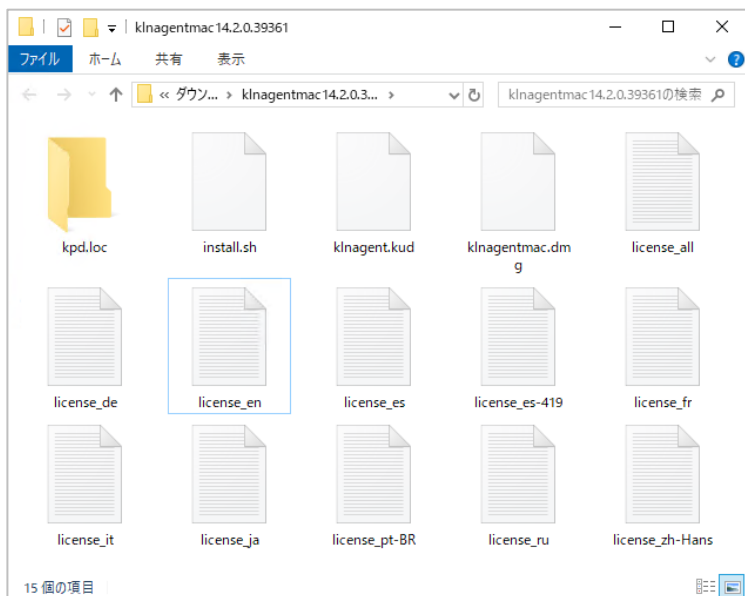 klnagentmac14.2.0.39361
ファイル ホーム 共有 表示
« ダウン... › klnagentmac14.2.0.3... ›
klnagentmac14.2.0.39361の検索
kpd.loc
install.sh
klnagent.kud
klnagentmac.dm
g
license_all
license_de
license_en
license_es
license_es-419
license_fr
license_it
license_ja
license_pt-BR
license_ru
license_zh-Hans
15 個の項目